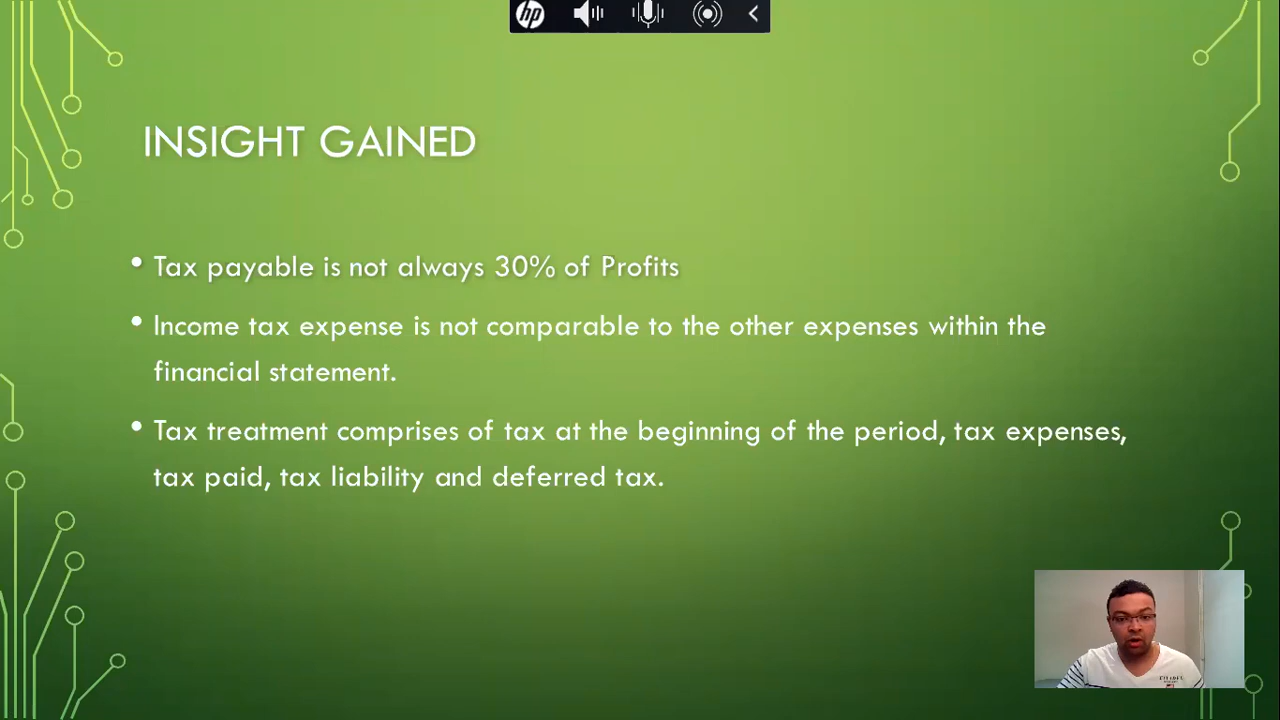 hp
INSIGHT GAINED
• Tax payable is not always 30% of Profits
• Income tax expense is not comparable to the other expenses within the
financial statement.
• Tax treatment comprises of tax at the beginning of the period, tax expenses,
tax paid, tax liability and deferred tax.